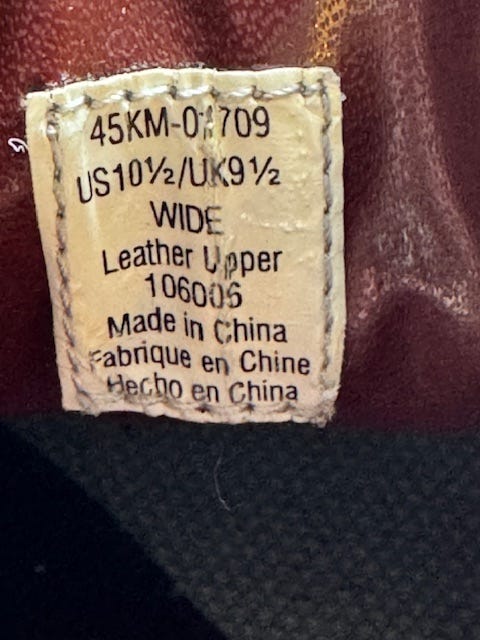 US10½/UK9½
WIDE
Leather Upper
106006
Made in China
Fabrique en Chine
Hecho en China